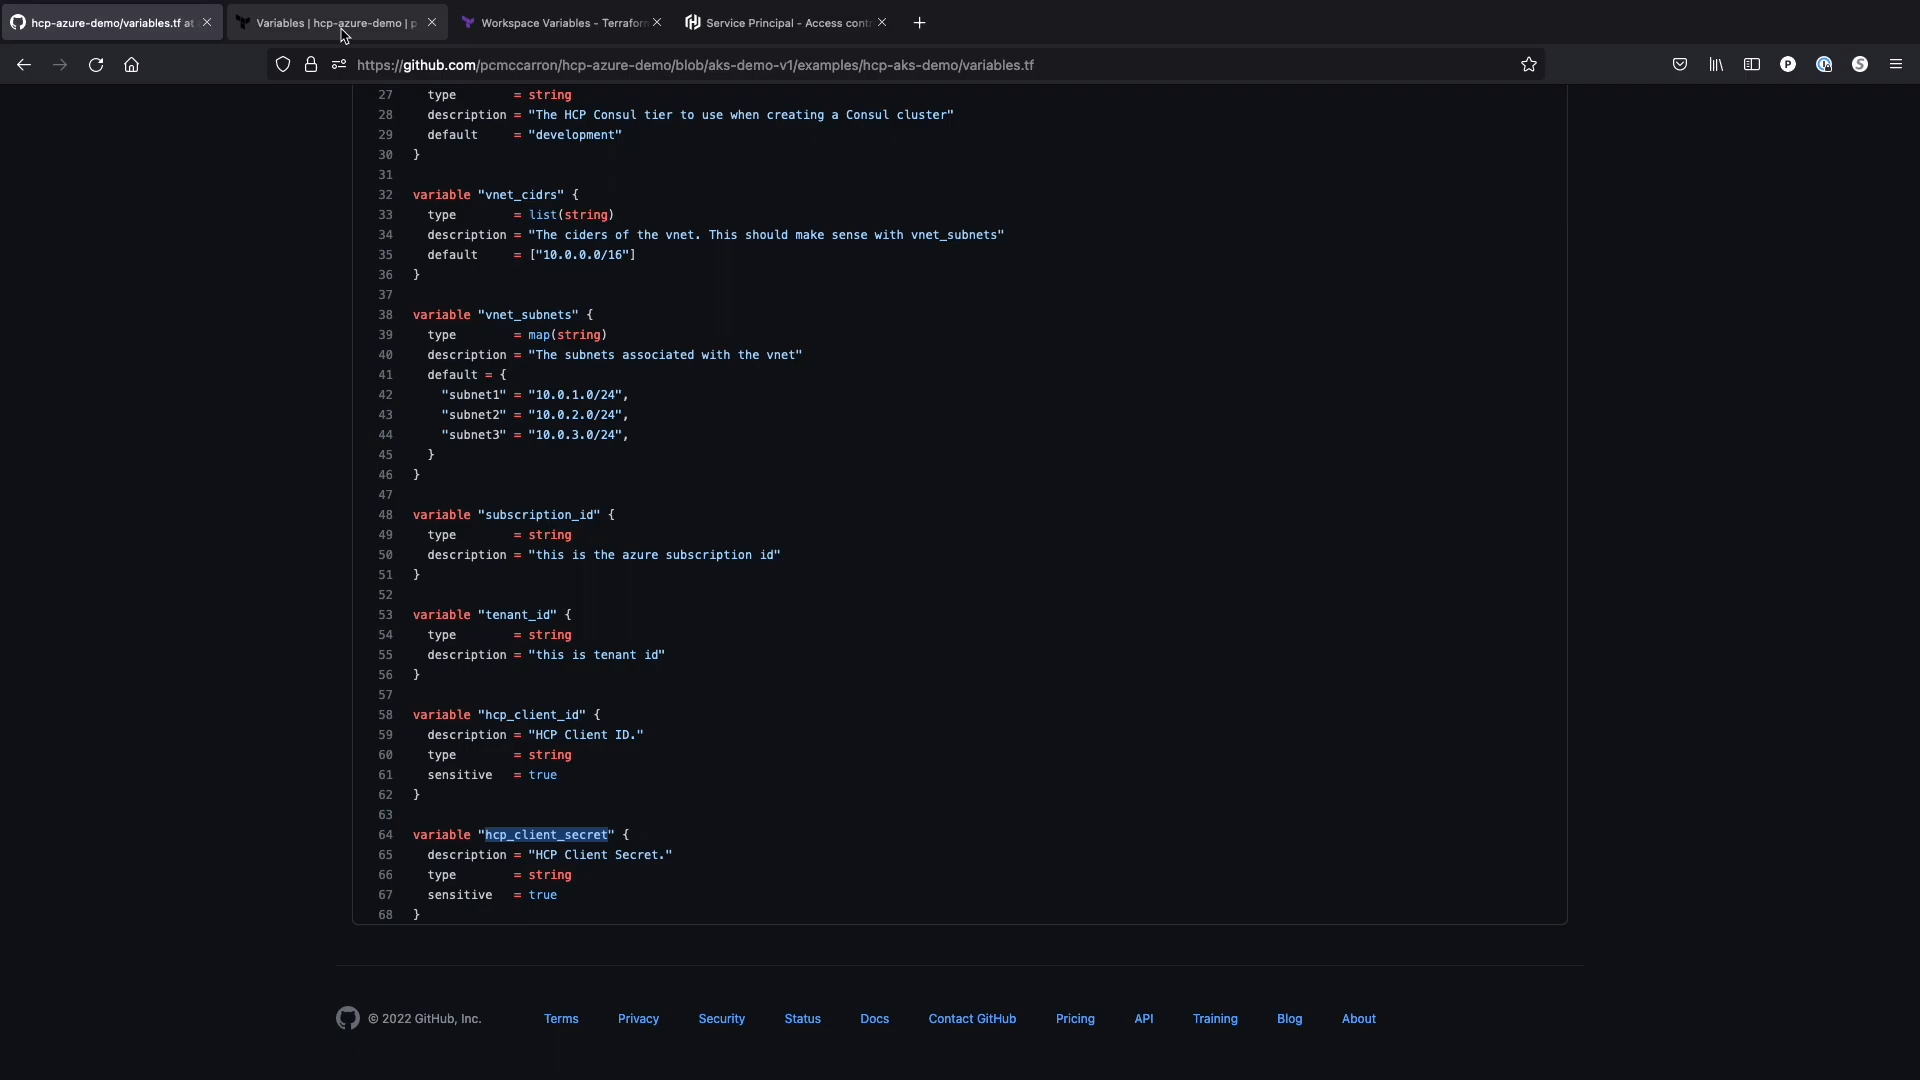 hcp-azure-demo/variables.tf at
Variables | hcp-azure-demo | p
Workspace Variables - Terraform
Service Principal - Access cont
https://github.com/pcmccarron/hcp-azure-demo/blob/aks-demo-v1/examples/hcp-aks-demo/variables.tf
27 type = string
28 description = "The HCP Consul tier to use when creating a Consul cluster"
29 default = "development"
30 }
31
32 variable "vnet_cidrs" {
33 type = list(string)
34 description = "The ciders of the vnet. This should make sense with vnet_subnets"
35 default = ["10.0.0.0/16"]
36 }
37
38 variable "vnet_subnets" {
39 type = map(string)
40 description = "The subnets associated with the vnet"
41 default = {
42 "subnet1" = "10.0.1.0/24",
43 "subnet2" = "10.0.2.0/24",
44 "subnet3" = "10.0.3.0/24",
45 }
46 }
47
48 variable "subscription_id" {
49 type = string
50 description = "this is the azure subscription id"
51 }
52
53 variable "tenant_id" {
54 type = string
55 description = "this is tenant id"
56 }
57
58 variable "hcp_client_id" {
59 description = "HCP Client ID."
60 type = string
61 sensitive = true
62 }
63
64 variable "hcp_client_secret" {
65 description = "HCP Client Secret."
66 type = string
67 sensitive = true
68 }
© 2022 GitHub, Inc. Terms Privacy Security Status Docs Contact GitHub Pricing API Training Blog About